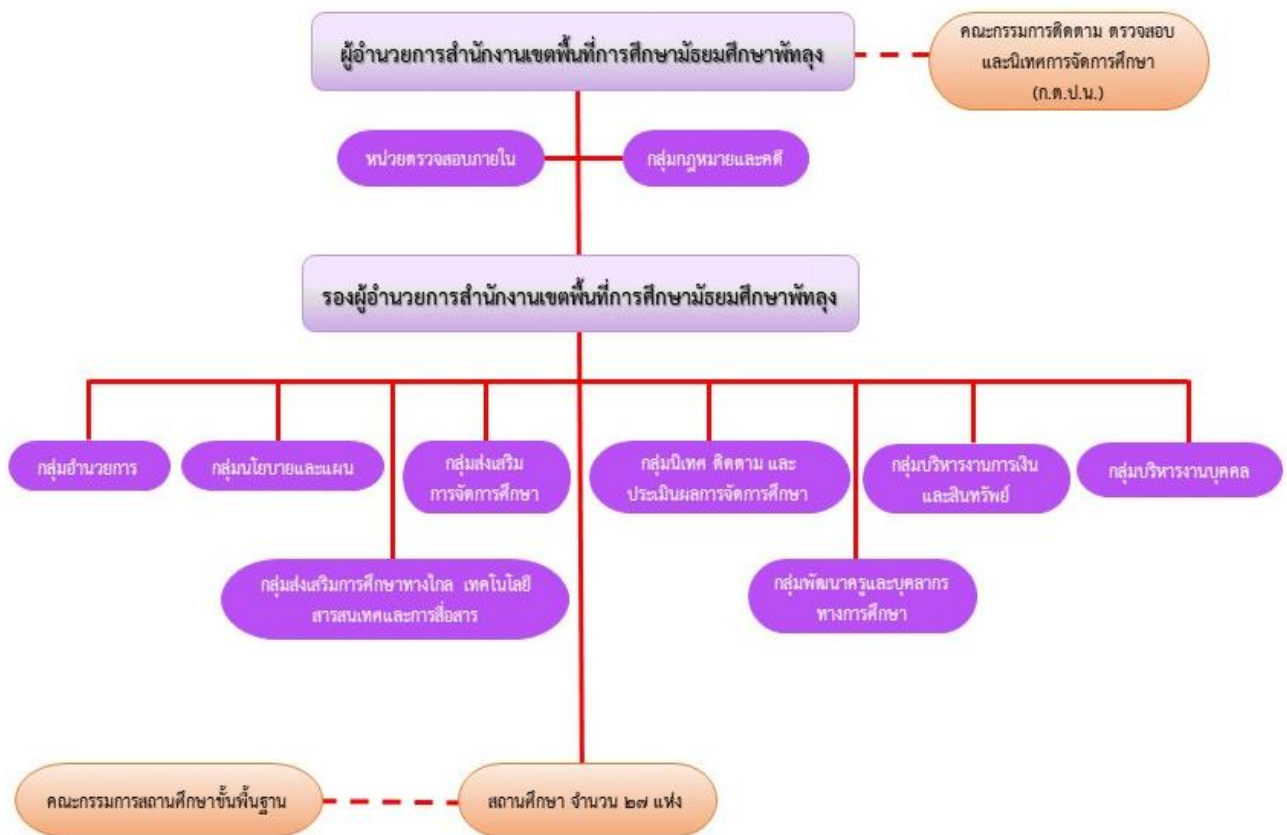 ผู้อำนวยการสำนักงานเขตพื้นที่การศึกษามัธยมศึกษาพัทลุง
คณะกรรมการติดตาม ตรวจสอบ
และนิเทศการจัดการศึกษา
(ก.ต.ป.น.)
หน่วยตรวจสอบภายใน
กลุ่มกฎหมายและคดี
รองผู้อำนวยการสำนักงานเขตพื้นที่การศึกษามัธยมศึกษาพัทลุง
กลุ่มอำนวยการ
กลุ่มนโยบายและแผน
กลุ่มส่งเสริม
การจัดการศึกษา
กลุ่มนิเทศ ติดตาม และ
ประเมินผลการจัดการศึกษา
กลุ่มบริหารงานการเงิน
และสินทรัพย์
กลุ่มบริหารงานบุคคล
กลุ่มส่งเสริมการศึกษาทางไกล เทคโนโลยี
สารสนเทศและการสื่อสาร
กลุ่มพัฒนาครูและบุคลากร
ทางการศึกษา
คณะกรรมการสถานศึกษาขั้นพื้นฐาน
สถานศึกษา จำนวน ๒๗ แห่ง